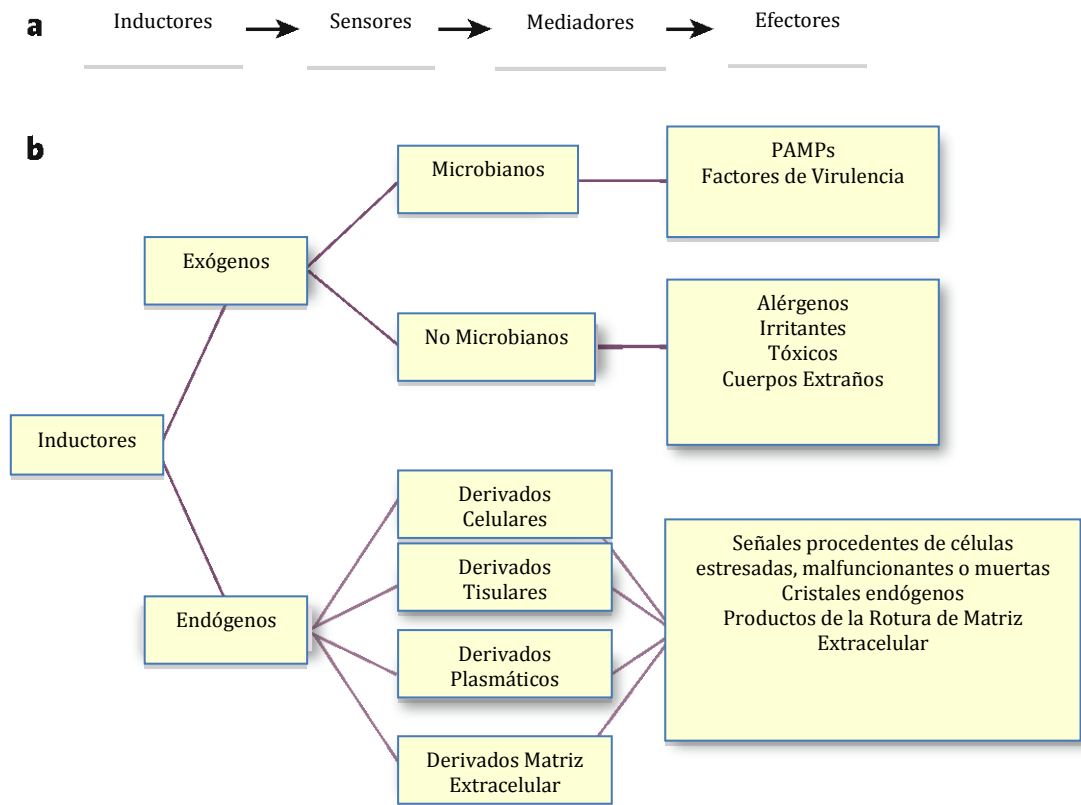 a
Inductores
Sensores
Mediadores
Efectores
b
Microbianos
PAMPs
Factores de Virulencia
Exógenos
No Microbianos
Alérgenos
Irritantes
Tóxicos
Cuerpos Extraños
Inductores
Endógenos
Derivados
Celulares
Derivados
Tisulares
Derivados
Plasmáticos
Derivados Matriz
Extracelular
Señales procedentes de células
estresadas, malfuncionantes o muertas
Cristales endógenos
Productos de la Rotura de Matriz
Extracelular